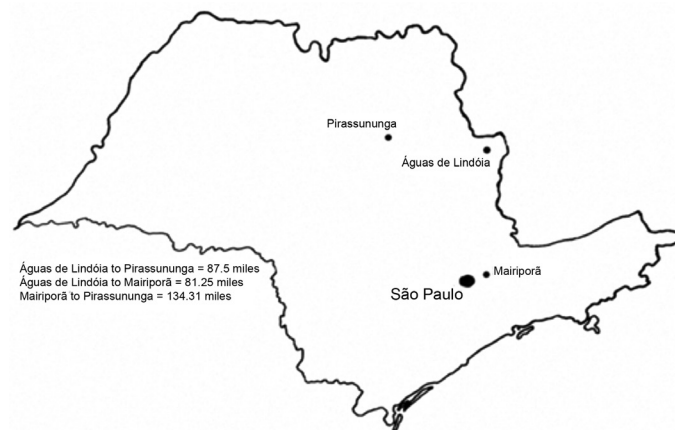 Pirassununga
Águas de Lindóia
Mairiporã
São Paulo
Águas de Lindóia to Pirassununga = 87.5 miles
Águas de Lindóia to Mairiporã = 81.25 miles
Mairiporã to Pirassununga = 134.31 miles